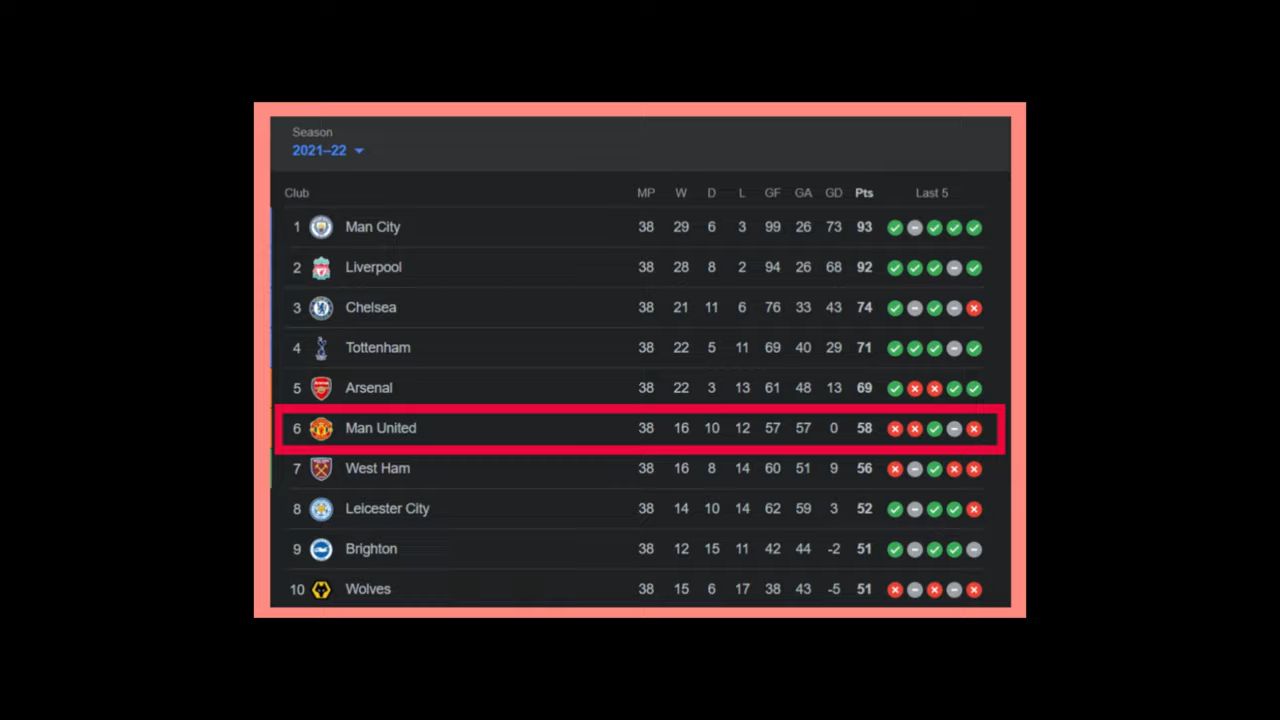 Season
2021–22
Club MP W D L GF GA GD Pts Last 5
1 Man City 38 29 6 3 99 26 73 93
2 Liverpool 38 28 8 2 94 26 68 92
3 Chelsea 38 21 11 6 76 33 43 74
4 Tottenham 38 22 5 11 69 40 29 71
5 Arsenal 38 22 3 13 61 48 13 69
6 Man United 38 16 10 12 57 57 0 58
7 West Ham 38 16 8 14 60 51 9 56
8 Leicester City 38 14 10 14 62 59 3 52
9 Brighton 38 12 15 11 42 44 -2 51
10 Wolves 38 15 6 17 38 43 -5 51